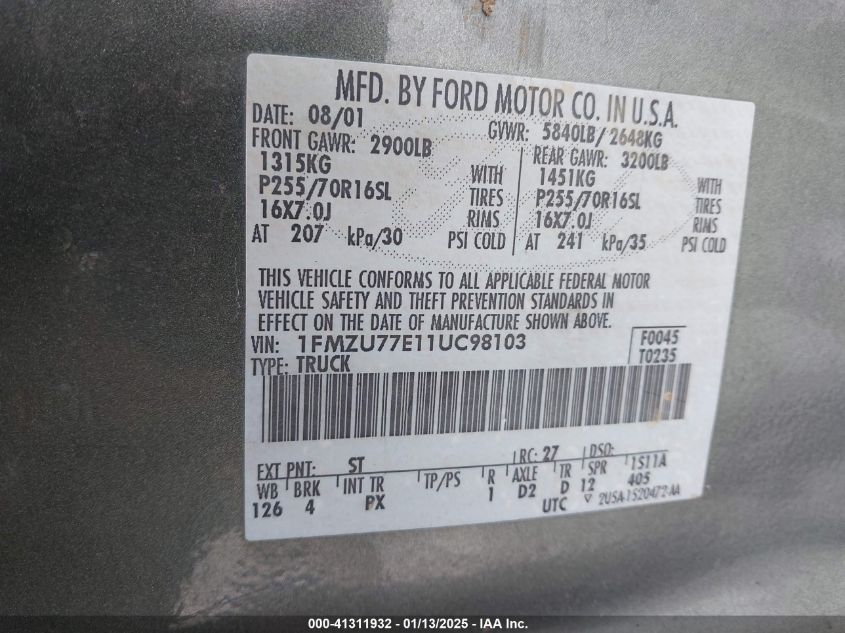 MFD. BY FORD MOTOR CO. IN U.S.A.
DATE: 08/01 GVWR: 5840LB/ 2648KG
FRONT GAWR: 2900LB REAR GAWR: 3200LB
1315KG WITH 1451KG WITH
P255/70R16SL TIRES P255/70R16SL TIRES
16X7.0J RIMS 16X7.0J RIMS
AT 207 kPa/30 PSI COLD AT 241 kPa/35 PSI COLD
THIS VEHICLE CONFORMS TO ALL APPLICABLE FEDERAL MOTOR
VEHICLE SAFETY AND THEFT PREVENTION STANDARDS IN
EFFECT ON THE DATE OF MANUFACTURE SHOWN ABOVE.
VIN: 1FMZU77E11UC98103 F0045
TYPE: TRUCK T0235
EXT PNT: ST RC: 27 DSO:
WB BRK INT TR TP/PS R AXLE TR SPR 1S11A
126 4 PX 1 D2 D 12 405
UTC ▽ 2USA-1520472-AA
000-41311932 - 01/13/2025 - IAA Inc.